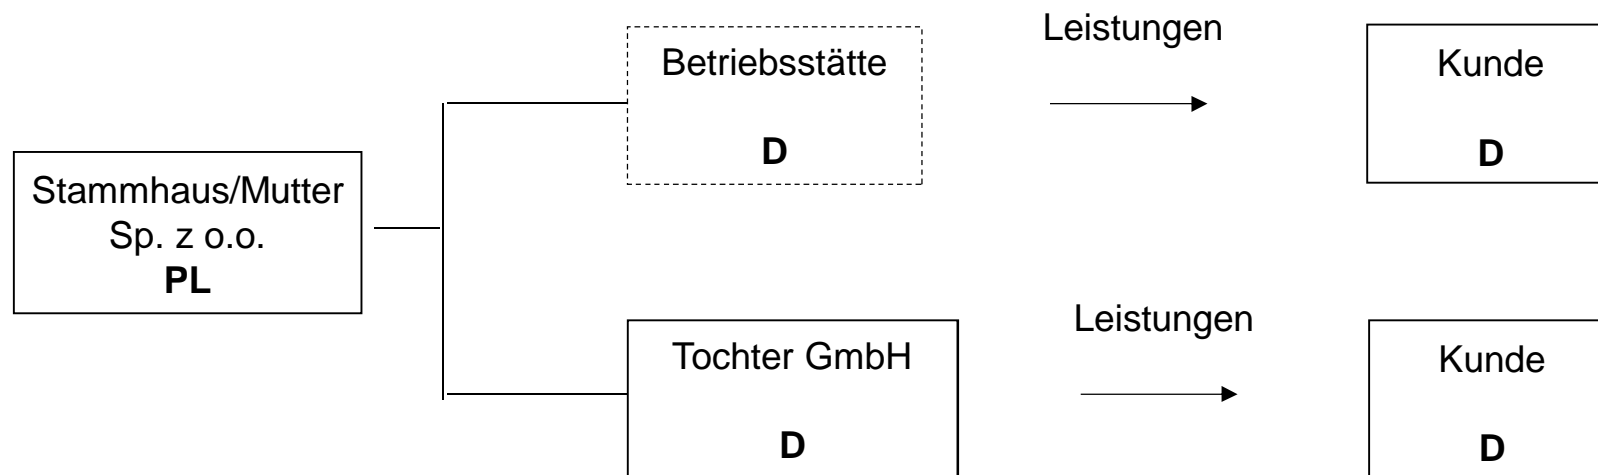 Leistungen
Betriebsstätte
D
Kunde
D
Stammhaus/Mutter
Sp. z o.o.
PL
Leistungen
Tochter GmbH
D
Kunde
D